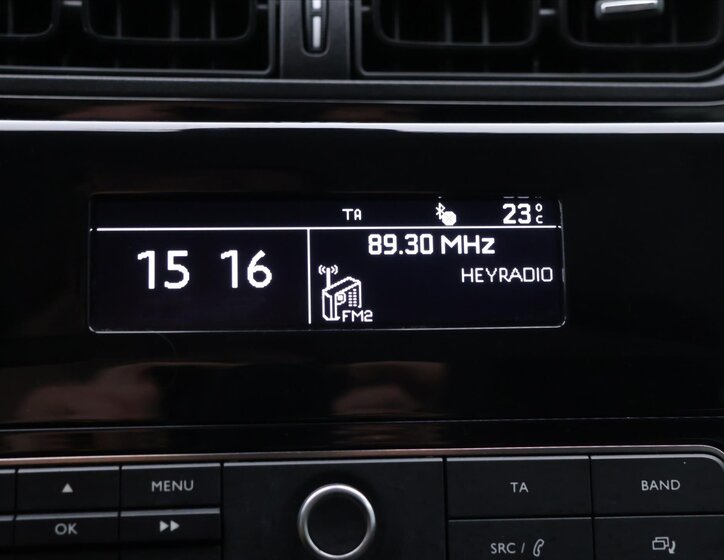 TA 23 °C
15 16
89.30 MHz
HEYRADIO
FM2
MENU
OK
TA
BAND
SRC /